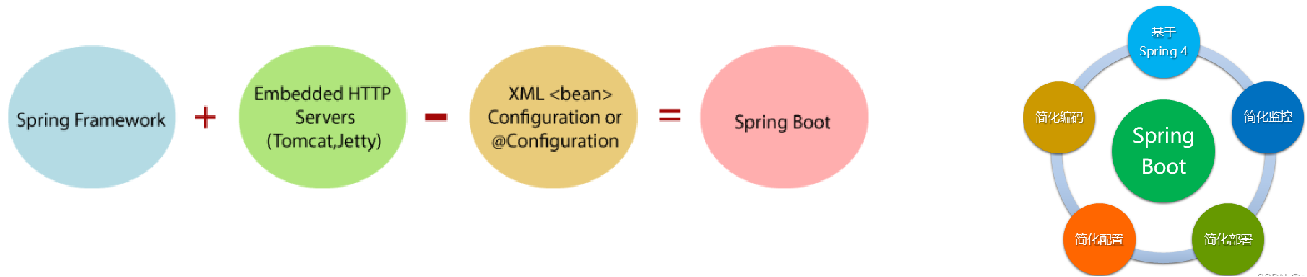 Spring Framework
+
Embedded HTTP
Servers
(Tomcat,Jetty)
-
XML <bean>
Configuration or
@Configuration
=
Spring Boot
基于
Spring 4
简化编码
简化监控
Spring
Boot
简化配置
简化部署